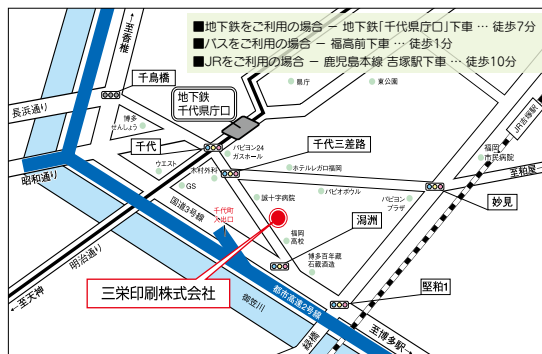 ■地下鉄をご利用の場合 － 地下鉄「千代県庁口」下車 … 徒歩7分
■バスをご利用の場合 － 福高前下車 … 徒歩1分
■JRをご利用の場合 － 鹿児島本線 吉塚駅下車 … 徒歩10分
←至香椎
千鳥橋
長浜通り
地下鉄
千代県庁口
県庁
東公園
JR吉塚駅
博多
せんしょう
千代
パピヨン24
ガスホール
千代三差路
福岡
市民病院
昭和通り
ウエスト
木村外科
ホテルレガロ福岡
至粕屋→
GS
誠十字病院
パピオボウル
パピヨン
プラザ
妙見
国道3号線
千代町
入出口
潟洲
福岡
高校
明治通り
博多百年蔵
石蔵酒造
三栄印刷株式会社
堅粕1
←至天神
御笠川
都市高速2号線
緑橋
至博多駅→